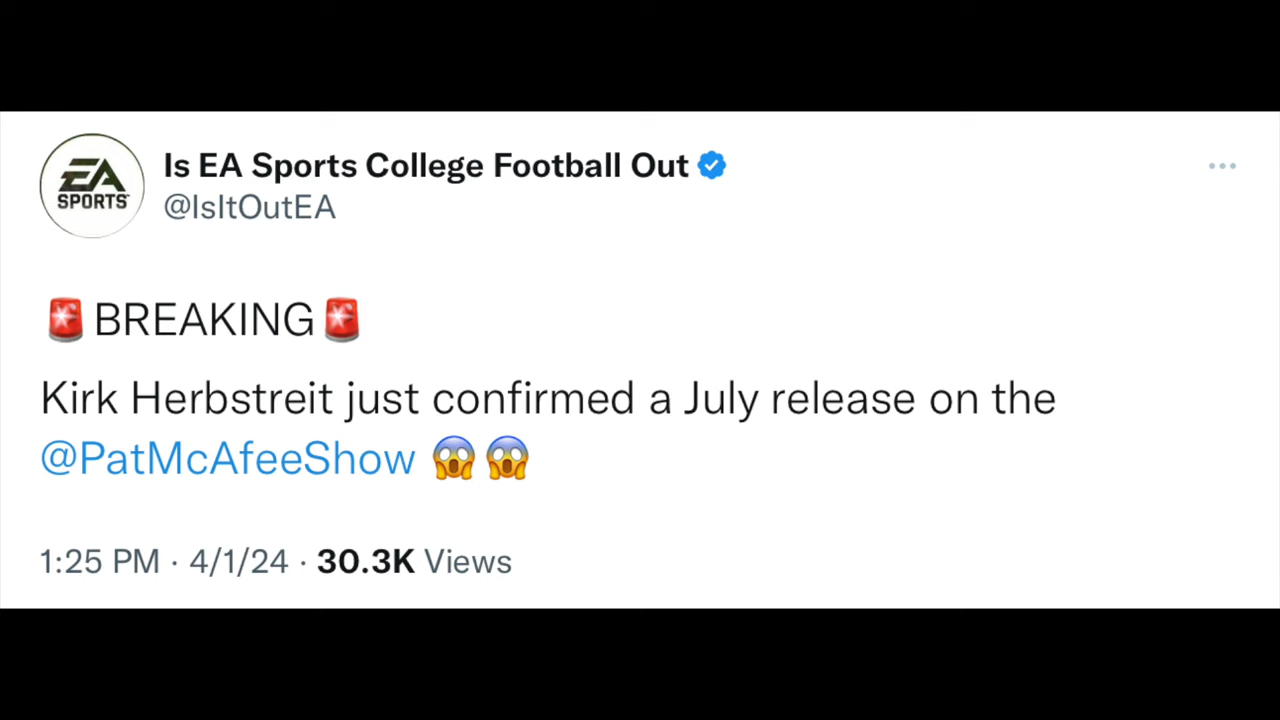 EA
SPORTS
Is EA Sports College Football Out
@IsItOutEA
🚨BREAKING🚨
Kirk Herbstreit just confirmed a July release on the
@PatMcAfeeShow 😱😱
1:25 PM · 4/1/24 · 30.3K Views